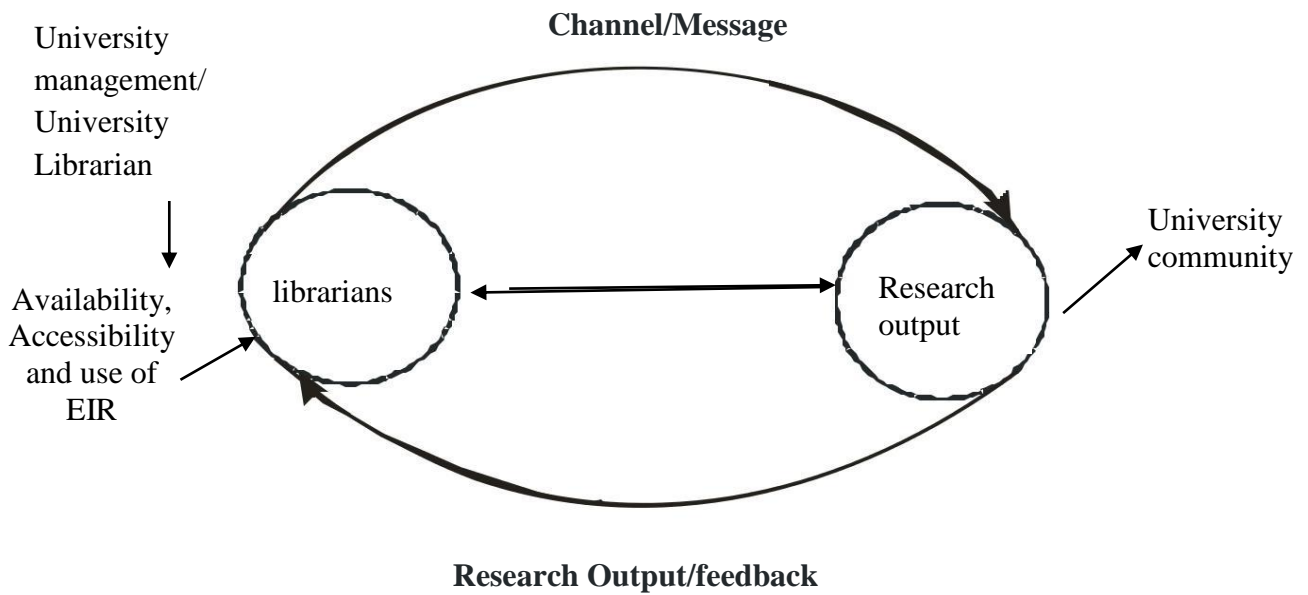 Channel/Message
University
management/
University
Librarian
Availability,
Accessibility
and use of
EIR
librarians
Research
output
University
community
Research Output/feedback